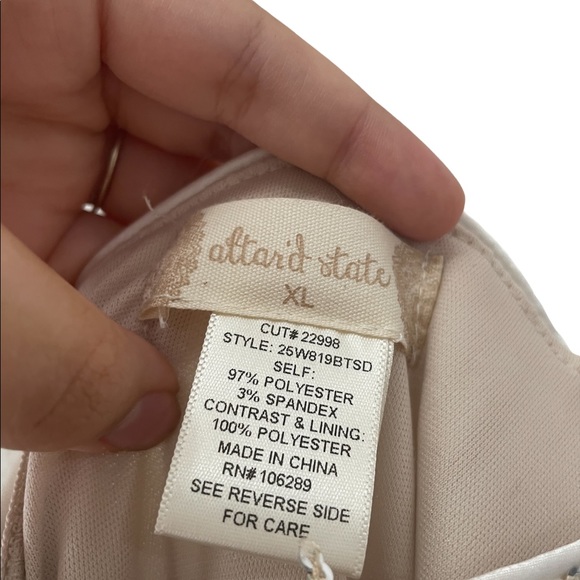 altar'd state
XL
CUT# 22998
STYLE: 25W819BTSD
SELF:
97% POLYESTER
3% SPANDEX
CONTRAST & LINING:
100% POLYESTER
MADE IN CHINA
RN# 106289
SEE REVERSE SIDE
FOR CARE